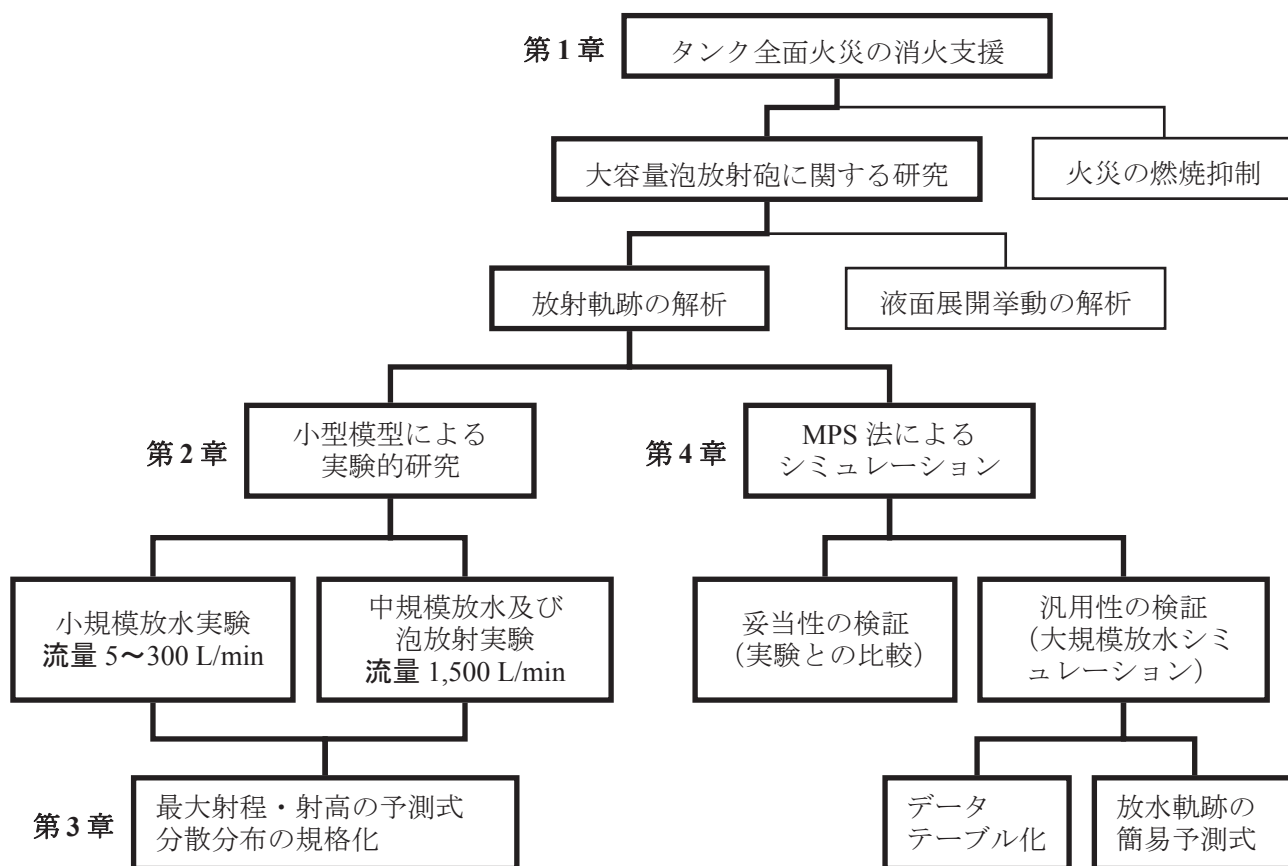 第1章
タンク全面火災の消火支援
大容量泡放射砲に関する研究
火災の燃焼抑制
放射軌跡の解析
液面展開挙動の解析
第2章
小型模型による
実験的研究
第4章
MPS 法による
シミュレーション
小規模放水実験
流量 5～300 L/min
中規模放水及び
泡放射実験
流量 1,500 L/min
妥当性の検証
（実験との比較）
汎用性の検証
（大規模放水シミ
ュレーション）
第3章
最大射程・射高の予測式
分散分布の規格化
データ
テーブル化
放水軌跡の
簡易予測式